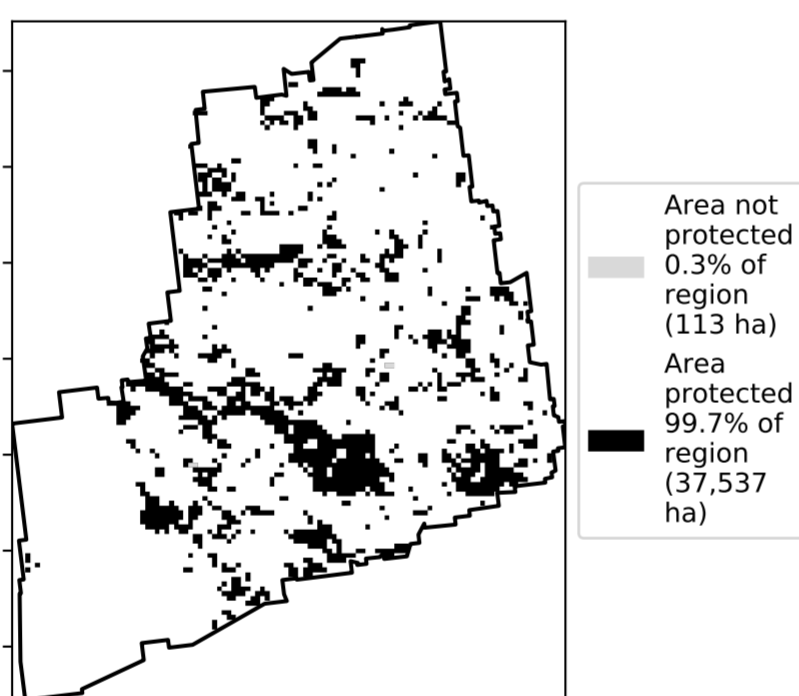 Area not
protected
0.3% of
region
(113 ha)
Area
protected
99.7% of
region
(37,537
ha)